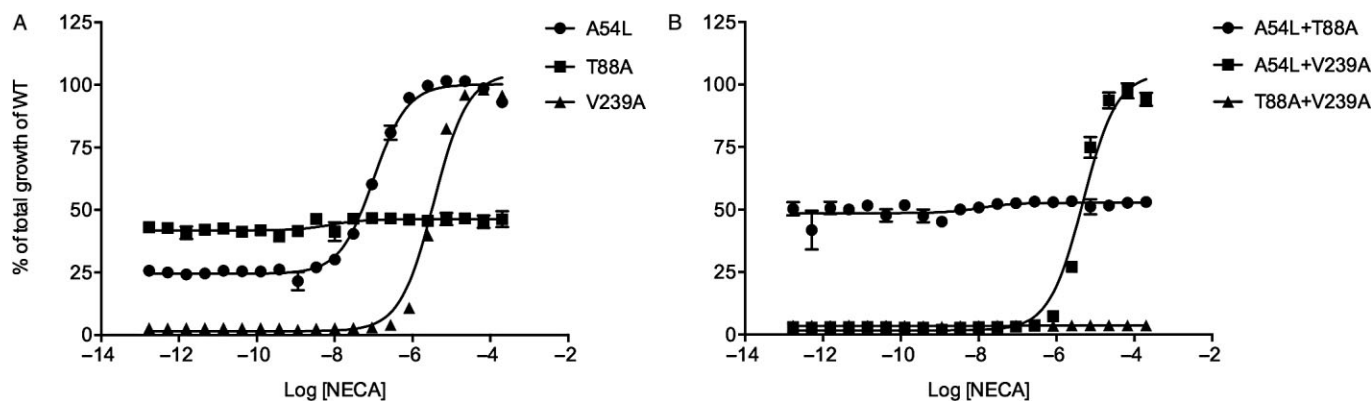 A
% of total growth of WT
125
100
75
50
25
0
−14 −12 −10 −8 −6 −4 −2
Log [NECA]
A54L
T88A
V239A
B
125
100
75
50
25
0
−14 −12 −10 −8 −6 −4 −2
Log [NECA]
A54L+T88A
A54L+V239A
T88A+V239A